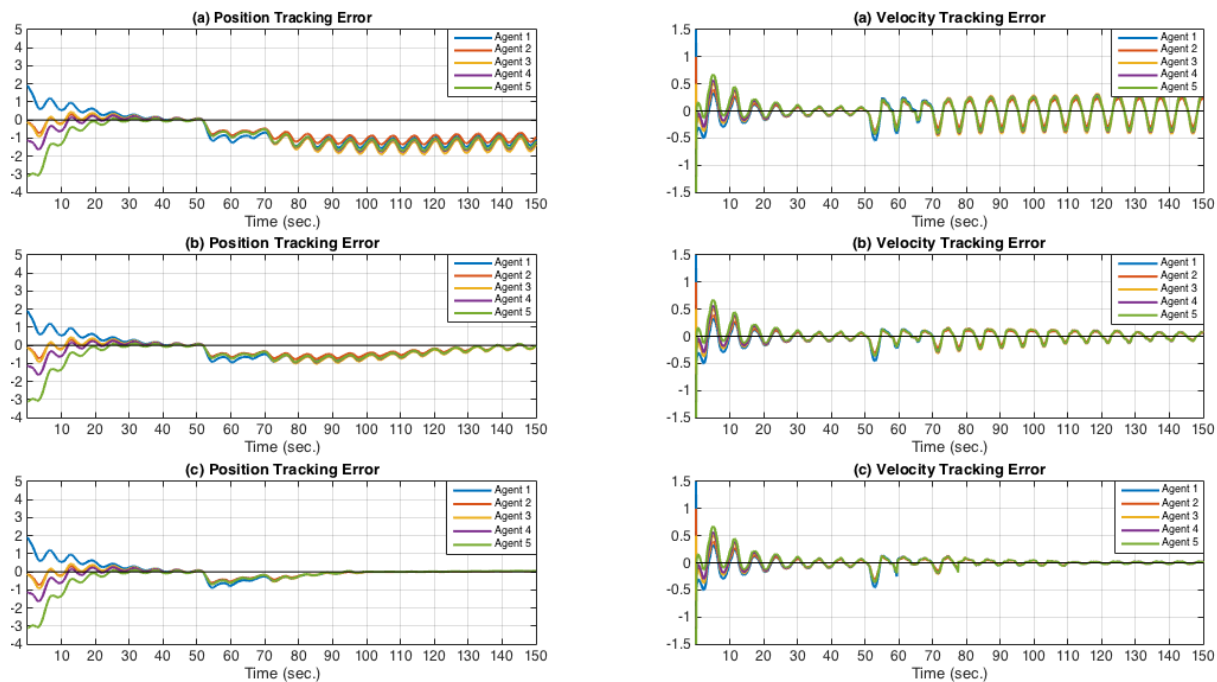 (a) Position Tracking Error
5
4
3
2
1
0
-1
-2
-3
-4
Agent 1
Agent 2
Agent 3
Agent 4
Agent 5
10 20 30 40 50 60 70 80 90 100 110 120 130 140 150
Time (sec.)
(a) Velocity Tracking Error
1.5
1
0.5
0
-0.5
-1
-1.5
Agent 1
Agent 2
Agent 3
Agent 4
Agent 5
10 20 30 40 50 60 70 80 90 100 110 120 130 140 150
Time (sec.)
(b) Position Tracking Error
5
4
3
2
1
0
-1
-2
-3
-4
Agent 1
Agent 2
Agent 3
Agent 4
Agent 5
10 20 30 40 50 60 70 80 90 100 110 120 130 140 150
Time (sec.)
(b) Velocity Tracking Error
1.5
1
0.5
0
-0.5
-1
-1.5
Agent 1
Agent 2
Agent 3
Agent 4
Agent 5
10 20 30 40 50 60 70 80 90 100 110 120 130 140 150
Time (sec.)
(c) Position Tracking Error
5
4
3
2
1
0
-1
-2
-3
-4
Agent 1
Agent 2
Agent 3
Agent 4
Agent 5
10 20 30 40 50 60 70 80 90 100 110 120 130 140 150
Time (sec.)
(c) Velocity Tracking Error
1.5
1
0.5
0
-0.5
-1
-1.5
Agent 1
Agent 2
Agent 3
Agent 4
Agent 5
10 20 30 40 50 60 70 80 90 100 110 120 130 140 150
Time (sec.)